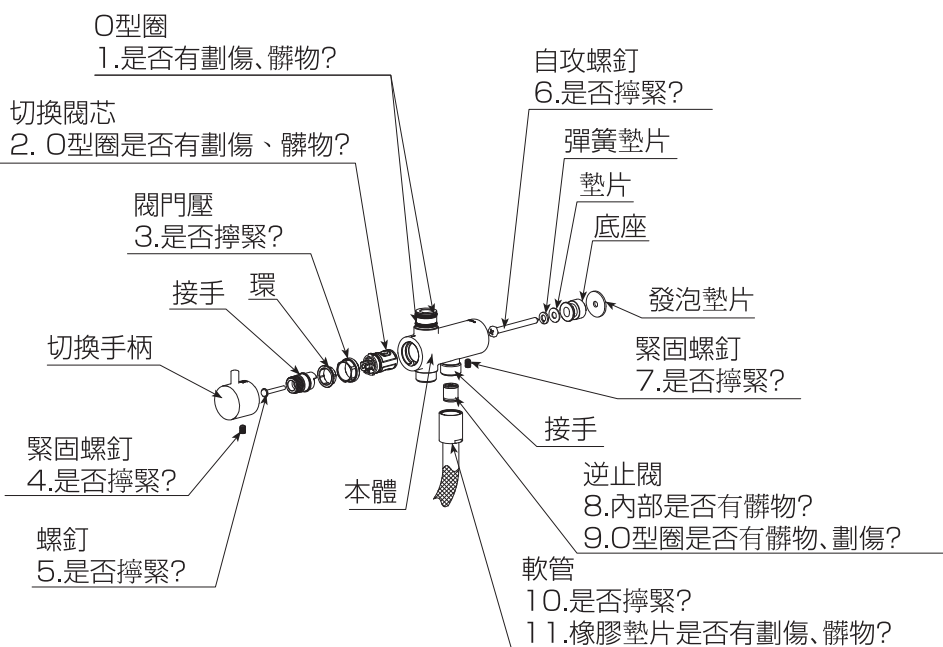 O型圈
1.是否有劃傷、髒物?
自攻螺釘
6.是否擰緊?
切換閥芯
2. O型圈是否有劃傷、髒物?
彈簧墊片
墊片
閥門壓
3.是否擰緊?
底座
接手
環
發泡墊片
切換手柄
緊固螺釘
7.是否擰緊?
接手
緊固螺釘
4.是否擰緊?
本體
逆止閥
8.內部是否有髒物?
9.O型圈是否有髒物、劃傷?
螺釘
5.是否擰緊?
軟管
10.是否擰緊?
11.橡膠墊片是否有劃傷、髒物?